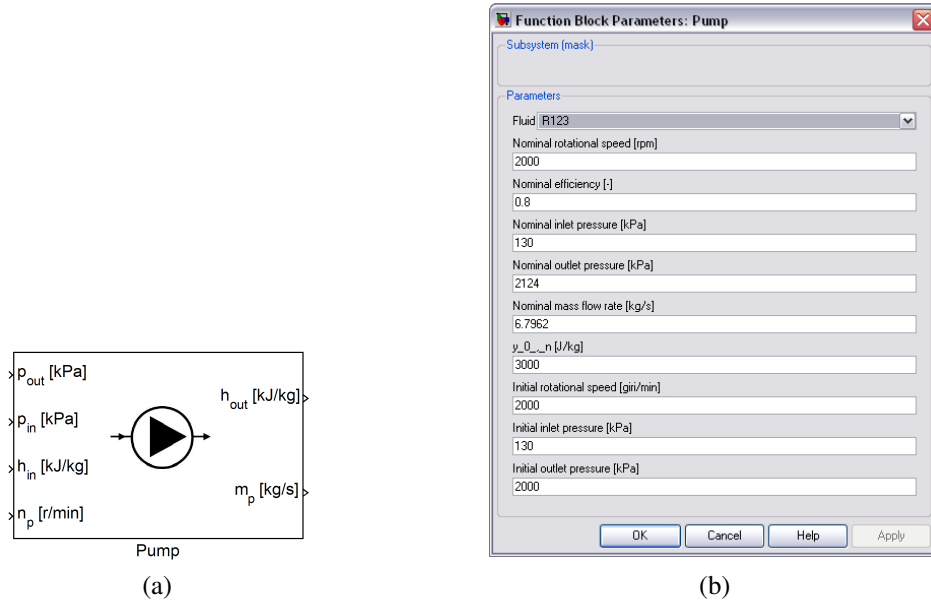 p_out [kPa]
p_in [kPa]
h_in [kJ/kg]
n_p [r/min]
h_out [kJ/kg]
m_p [kg/s]
Pump
(a)
Function Block Parameters: Pump
Subsystem (mask)
Parameters
Fluid R123
Nominal rotational speed [rpm]
2000
Nominal efficiency [-]
0.8
Nominal inlet pressure [kPa]
130
Nominal outlet pressure [kPa]
2124
Nominal mass flow rate [kg/s]
6.7962
y_0_,_n [J/kg]
3000
Initial rotational speed [giri/min]
2000
Initial inlet pressure [kPa]
130
Initial outlet pressure [kPa]
2000
OK Cancel Help Apply
(b)